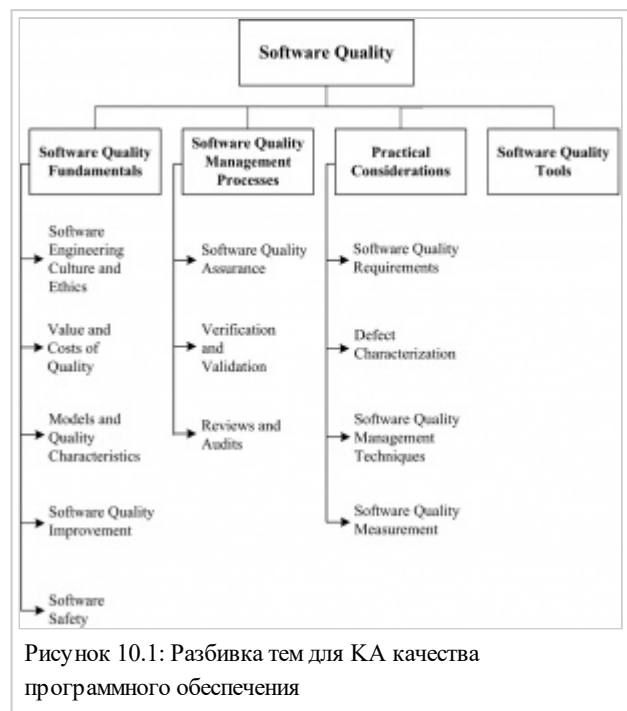 Software Quality
Software Quality
Fundamentals
Software Quality
Management
Processes
Practical
Considerations
Software Quality
Tools
Software
Engineering
Culture and
Ethics
Value and
Costs of
Quality
Models and
Quality
Characteristics
Software Quality
Improvement
Software
Safety
Software Quality
Assurance
Verification
and
Validation
Reviews and
Audits
Software Quality
Requirements
Defect
Characterization
Software Quality
Management
Techniques
Software Quality
Measurement
Рисунок 10.1: Разбивка тем для KA качества
программного обеспечения